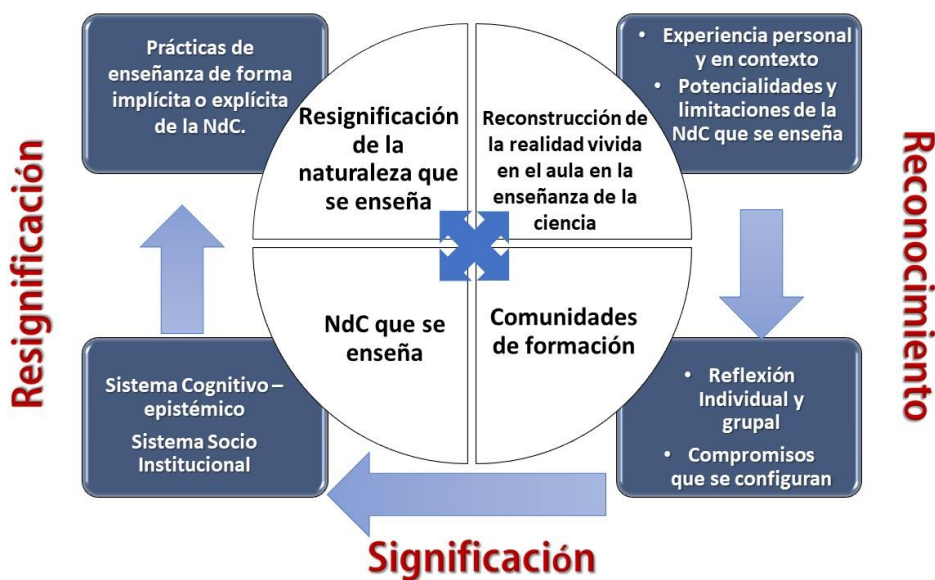 Prácticas de
enseñanza de forma
implícita o explícita
de la NdC.
Resignificación
de la
naturaleza que
se enseña
Reconstrucción de
la realidad vivida
en el aula en la
enseñanza de la
ciencia
• Experiencia personal
y en contexto
• Potencialidades y
limitaciones de la
NdC que se enseña
Resignificación
Reconocimiento
NdC que se
enseña
Comunidades
de formación
Sistema Cognitivo –
epistémico
Sistema Socio
Institucional
• Reflexión
Individual y
grupal
• Compromisos
que se configuran
Significación